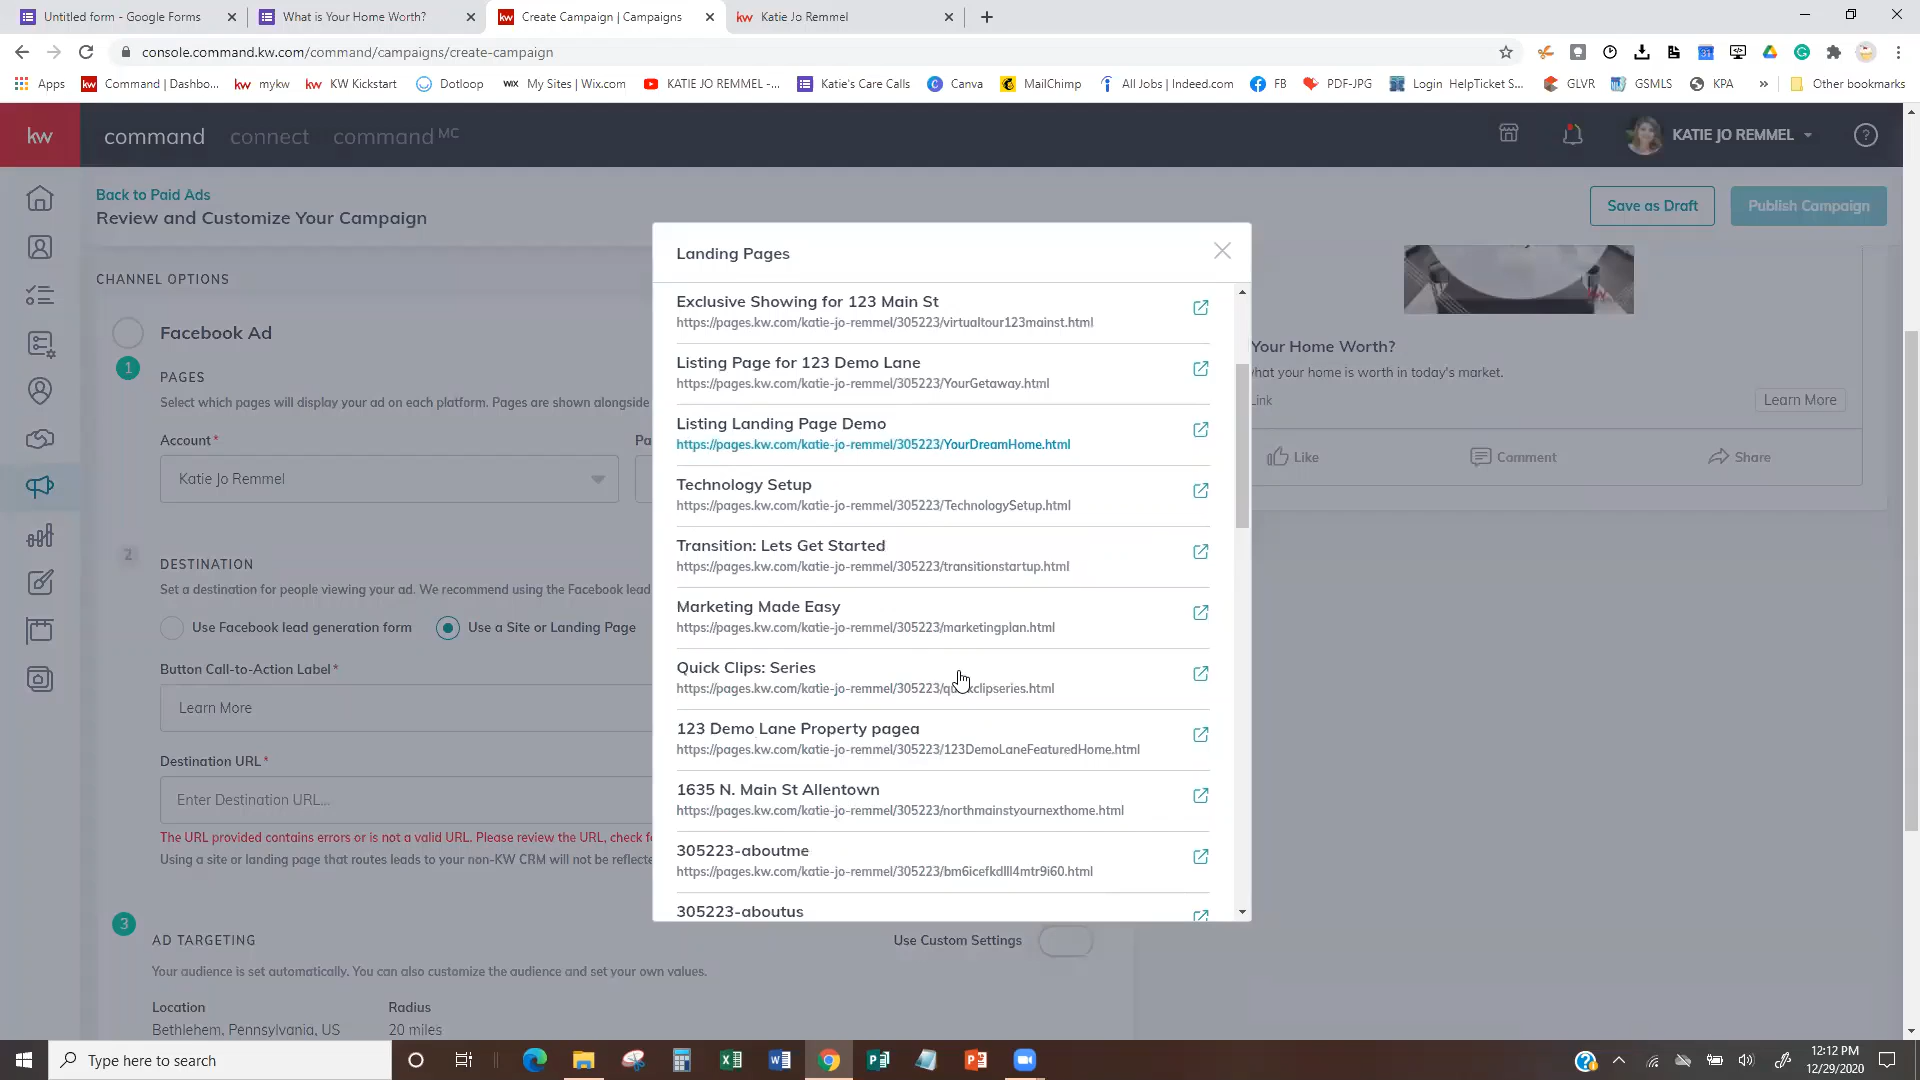 Untitled form - Google Forms
What is Your Home Worth?
kw Create Campaign | Campaigns
kw Katie Jo Remmel
console.command.kw.com/command/campaigns/create-campaign
Apps
kw Command | Dashbo...
kw mykw
kw KW Kickstart
Dotloop
WIX My Sites | Wix.com
KATIE JO REMMEL -...
Katie's Care Calls
Canva
MailChimp
All Jobs | Indeed.com
FB
PDF-JPG
Login HelpTicket S...
GLVR
GSMLS
KPA
»
Other bookmarks
kw
command
connect
command MC
KATIE JO REMMEL
Back to Paid Ads
Review and Customize Your Campaign
Save as Draft
Publish Campaign
CHANNEL OPTIONS
Facebook Ad
1
PAGES
Select which pages will display your ad on each platform. Pages are shown alongside
Account*
Pa
Katie Jo Remmel
2
DESTINATION
Set a destination for people viewing your ad. We recommend using the Facebook lead
Use Facebook lead generation form
Use a Site or Landing Page
Button Call-to-Action Label*
Learn More
Destination URL*
Enter Destination URL...
The URL provided contains errors or is not a valid URL. Please review the URL, check f
Using a site or landing page that routes leads to your non-KW CRM will not be reflecte
3
AD TARGETING
Use Custom Settings
Your audience is set automatically. You can also customize the audience and set your own values.
Location
Radius
Bethlehem, Pennsylvania, US
20 miles
Landing Pages
Exclusive Showing for 123 Main St
https://pages.kw.com/katie-jo-remmel/305223/virtualtour123mainst.html
Listing Page for 123 Demo Lane
https://pages.kw.com/katie-jo-remmel/305223/YourGetaway.html
Listing Landing Page Demo
https://pages.kw.com/katie-jo-remmel/305223/YourDreamHome.html
Technology Setup
https://pages.kw.com/katie-jo-remmel/305223/TechnologySetup.html
Transition: Lets Get Started
https://pages.kw.com/katie-jo-remmel/305223/transitionstartup.html
Marketing Made Easy
https://pages.kw.com/katie-jo-remmel/305223/marketingplan.html
Quick Clips: Series
https://pages.kw.com/katie-jo-remmel/305223/quickclipseries.html
123 Demo Lane Property pagea
https://pages.kw.com/katie-jo-remmel/305223/123DemoLaneFeaturedHome.html
1635 N. Main St Allentown
https://pages.kw.com/katie-jo-remmel/305223/northmainstyournexthome.html
305223-aboutme
https://pages.kw.com/katie-jo-remmel/305223/bm6icefkdlll4mtr9i60.html
305223-aboutus
Your Home Worth?
hat your home is worth in today's market.
Link
Learn More
Like
Comment
Share
Type here to search
12:12 PM
12/29/2020